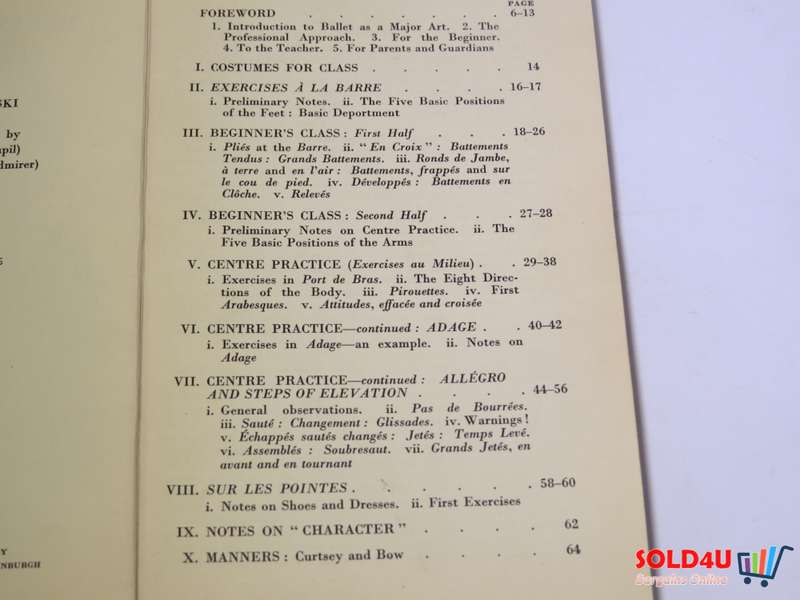 SKI
by
pil)
dmirer)
5
Y
NBURGH
PAGE
FOREWORD . . . . . . . 6–13
1. Introduction to Ballet as a Major Art. 2. The
Professional Approach. 3. For the Beginner.
4. To the Teacher. 5. For Parents and Guardians
I. COSTUMES FOR CLASS . . . . . 14
II. EXERCISES À LA BARRE . . . . 16–17
i. Preliminary Notes. ii. The Five Basic Positions
of the Feet : Basic Deportment
III. BEGINNER'S CLASS : First Half . . . 18–26
i. Pliés at the Barre. ii. “ En Croix ” : Battements
Tendus : Grands Battements. iii. Ronds de Jambe,
à terre and en l'air : Battements, frappés and sur
le cou de pied. iv. Développés : Battements en
Clôche. v. Relevés
IV. BEGINNER'S CLASS : Second Half . . . 27–28
i. Preliminary Notes on Centre Practice. ii. The
Five Basic Positions of the Arms
V. CENTRE PRACTICE (Exercises au Milieu) . . 29–38
i. Exercises in Port de Bras. ii. The Eight Direc-
tions of the Body. iii. Pirouettes. iv. First
Arabesques. v. Attitudes, effacée and croisée
VI. CENTRE PRACTICE—continued : ADAGE . . 40–42
i. Exercises in Adage—an example. ii. Notes on
Adage
VII. CENTRE PRACTICE—continued : ALLÉGRO
AND STEPS OF ELEVATION . . . . 44–56
i. General observations. ii. Pas de Bourrées.
iii. Sauté : Changement : Glissades. iv. Warnings !
v. Échappés sautés changés : Jetés : Temps Levé.
vi. Assemblés : Soubresaut. vii. Grands Jetés, en
avant and en tournant
VIII. SUR LES POINTES . . . . . . 58–60
i. Notes on Shoes and Dresses. ii. First Exercises
IX. NOTES ON “ CHARACTER ” . . . . 62
X. MANNERS : Curtsey and Bow . . . . 64
SOLD4U
Bargains Online